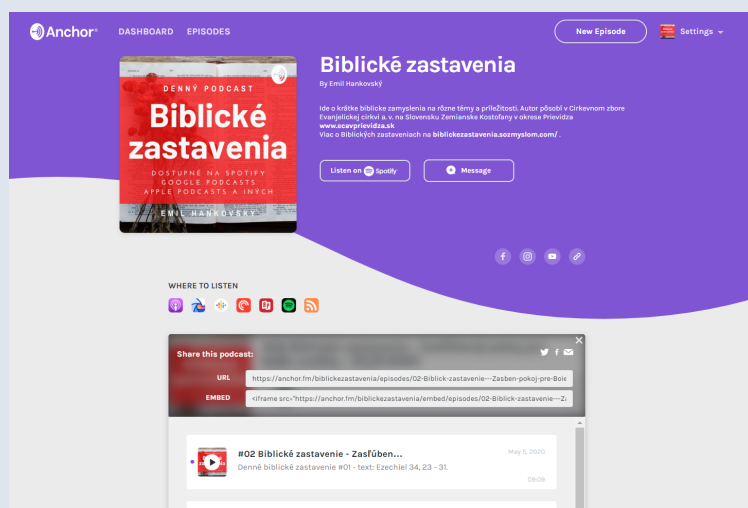 Anchor
DASHBOARD EPISODES
New Episode
Settings
Biblické zastavenia
By Emil Hankovský
Ide o krátke biblicke zamyslenia na rôzne témy a príležitosti. Autor pôsobí v Cirkevnom zbore
Evanjelickej cirkvi a. v. na Slovensku Zemianske Kostoľany v okrese Prievidza
www.ecavprievidza.sk
Viac o Biblických zastaveniach na biblickezastavenia.sozmyslom.com/ .
Listen on Spotify
Message
DENNÝ PODCAST
Biblické
zastavenia
DOSTUPNÉ NA SPOTIFY
GOOGLE PODCASTS
APPLE PODCASTS A INÝCH
EMIL HANKOVSKÝ
WHERE TO LISTEN
Share this podcast:
URL https://anchor.fm/biblickezastavenia/episodes/02-Biblick-zastavenie---Zasben-pokoj-pre-Boie
EMBED <iframe src="https://anchor.fm/biblickezastavenia/embed/episodes/02-Biblick-zastavenie---Za
#02 Biblické zastavenie - Zasľúben...
May 5, 2020
Denné biblické zastavenie #01 - text: Ezechiel 34, 23 - 31.
09:09